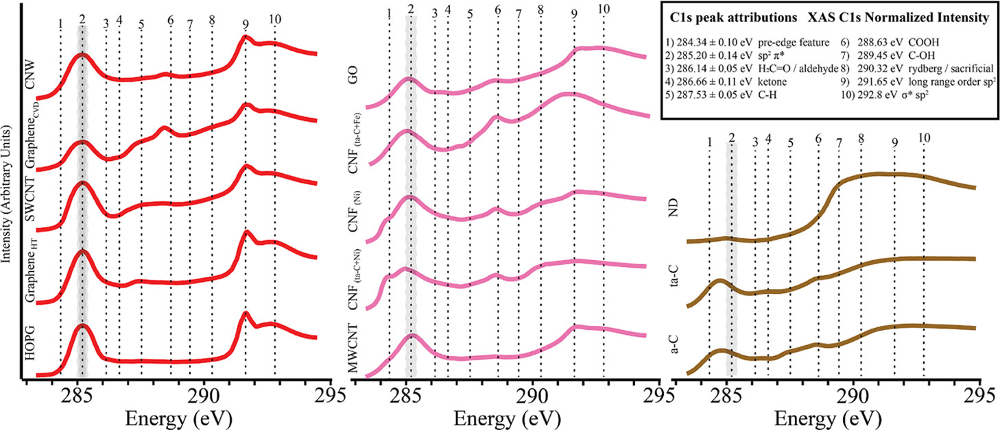 C1s peak attributions XAS C1s Normalized Intensity
1) 284.34 ± 0.10 eV pre-edge feature 6) 288.63 eV COOH
2) 285.20 ± 0.14 eV sp² π* 7) 289.45 eV C-OH
3) 286.14 ± 0.05 eV H₂C=O / aldehyde 8) 290.32 eV rydberg / sacrificial
4) 286.66 ± 0.11 eV ketone 9) 291.65 eV long range order sp²
5) 287.53 ± 0.05 eV C-H 10) 292.8 eV σ* sp²
Intensity (Arbitrary Units)
1 2 3 4 5 6 7 8 9 10
CNW
Graphene CVD
SWCNT
Graphene HT
HOPG
285 290 295
Energy (eV)
1 2 3 4 5 6 7 8 9 10
GO
CNF (ta-C+Fe)
CNF (Ni)
CNF (ta-C+Ni)
MWCNT
285 290 295
Energy (eV)
1 2 3 4 5 6 7 8 9 10
ND
ta-C
a-C
285 290 295
Energy (eV)